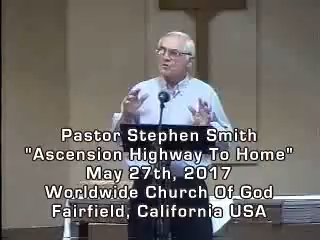 Pastor Stephen Smith
"Ascension Highway To Home"
May 27th, 2017
Worldwide Church Of God
Fairfield, California USA